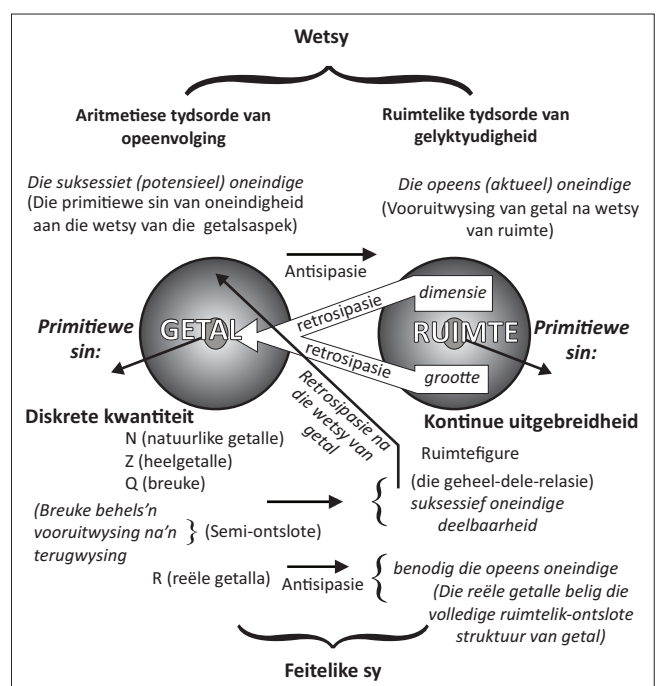 Wetsy
Aritmetiese tydsorde van
opeenvolging
Ruimtelike tydsorde van
gelyktyudigheid
Die suksessiet (potensieel) oneindige
(Die primitiewe sin van oneindigheid
aan die wetsy van die getalsaspek)
Die opeens (aktueel) oneindige
(Vooruitwysing van getal na wetsy
van ruimte)
Antisipasie
GETAL
retrosipasie
dimensie
RUIMTE
retrosipasie
grootte
Primitiewe
sin:
Primitiewe
sin:
Retrosipasie na
die wetsy van
getal
Diskrete kwantiteit
N (natuurlike getalle)
Z (heelgetalle)
Q (breuke)
Kontinue uitgebreidheid
Ruimtefigure
(die geheel-dele-relasie)
suksessief oneindige
deelbaarheid
(Breuke behels’n
vooruitwysing na’n
terugwysing
} (Semi-ontslote)
R (reële getalla)
Antisipasie
benodig die opeens oneindige
(Die reële getalle belig die
volledige ruimtelik-ontslote
struktuur van getal)
Feitelike sy